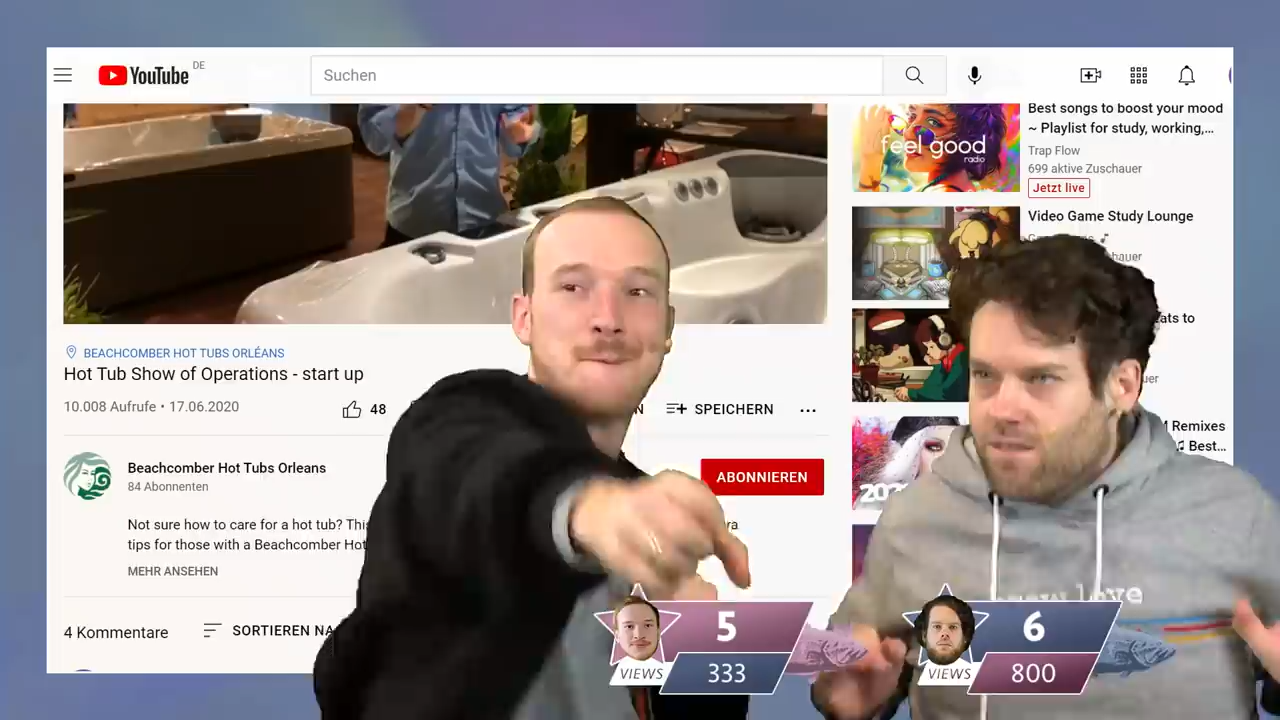 YouTube DE
Suchen
feel good
radio
Best songs to boost your mood
~ Playlist for study, working,...
Trap Flow
699 aktive Zuschauer
Jetzt live
Video Game Study Lounge
BEACHCOMBER HOT TUBS ORLÉANS
Hot Tub Show of Operations - start up
10.008 Aufrufe • 17.06.2020
48
SPEICHERN
Beachcomber Hot Tubs Orleans
84 Abonnenten
ABONNIEREN
Not sure how to care for a hot tub?
tips for those with a Beachcomber Hot
MEHR ANSEHEN
4 Kommentare
SORTIEREN
Remixes
Best...
love
5
VIEWS
333
6
VIEWS
800